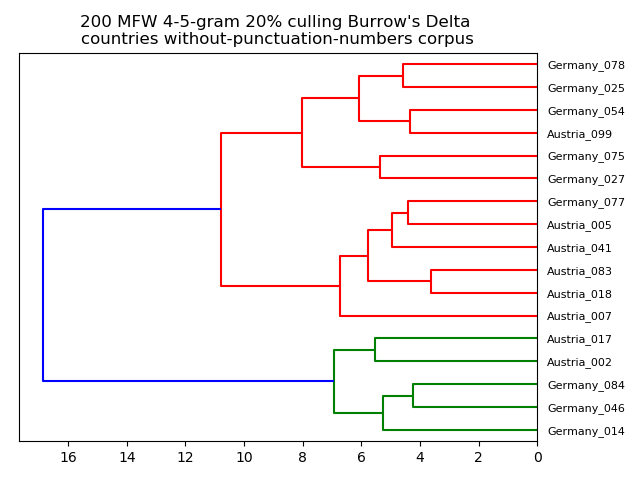 200 MFW 4-5-gram 20% culling Burrow's Delta
countries without-punctuation-numbers corpus
Germany_078
Germany_025
Germany_054
Austria_099
Germany_075
Germany_027
Germany_077
Austria_005
Austria_041
Austria_083
Austria_018
Austria_007
Austria_017
Austria_002
Germany_084
Germany_046
Germany_014
16 14 12 10 8 6 4 2 0